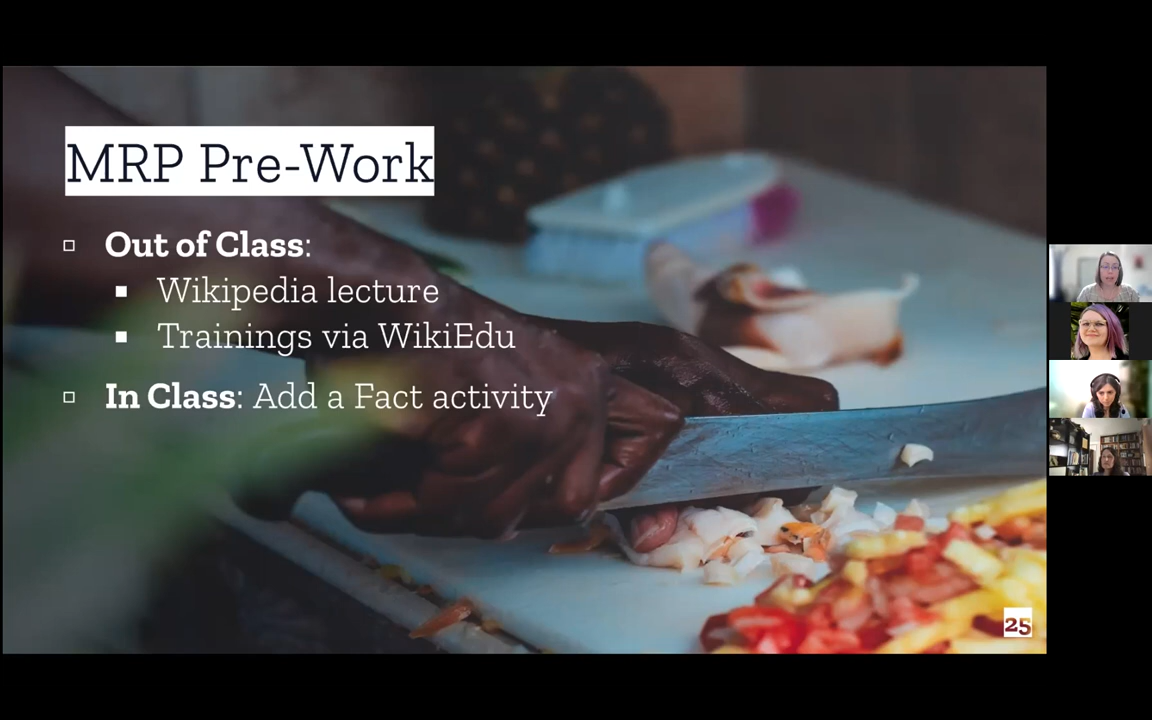 MRP Pre-Work
Out of Class:
Wikipedia lecture
Trainings via WikiEdu
In Class: Add a Fact activity
25